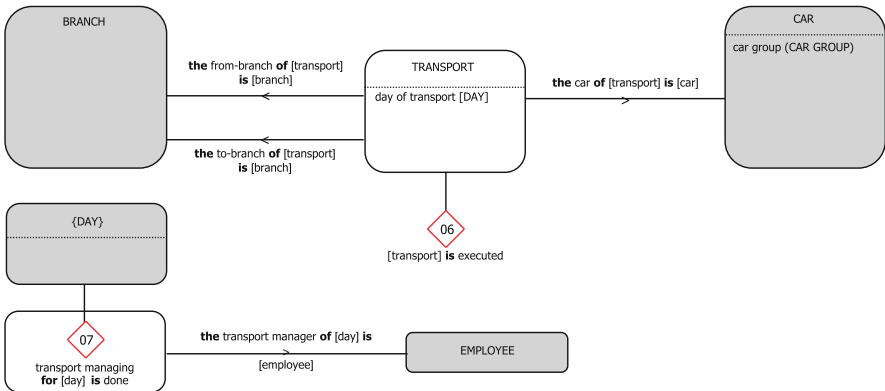 BRANCH
the from-branch of [transport]
is [branch]
the to-branch of [transport]
is [branch]
TRANSPORT
day of transport [DAY]
the car of [transport] is [car]
CAR
car group (CAR GROUP)
06
[transport] is executed
{DAY}
07
transport managing
for [day] is done
the transport manager of [day] is
[employee]
EMPLOYEE